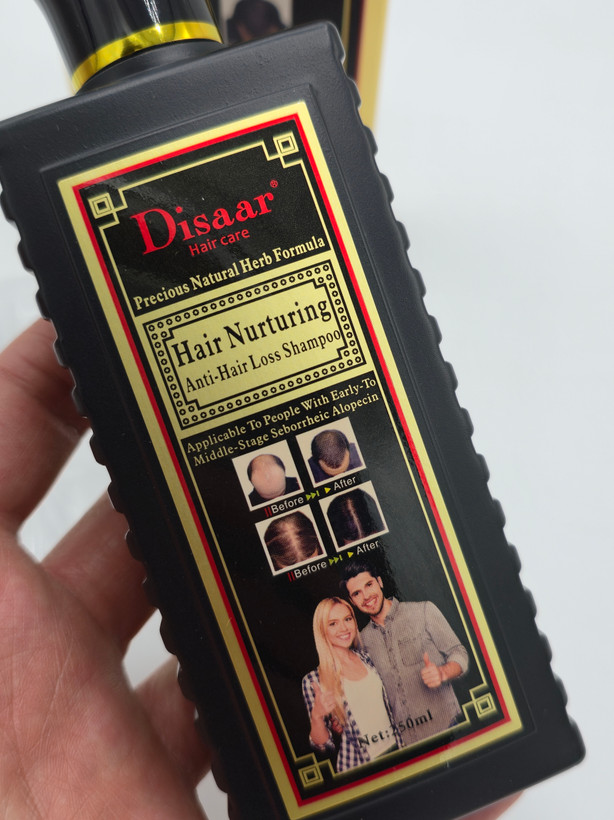 Disaar®
Hair care
Precious Natural Herb Formula
Hair Nurturing
Anti-Hair Loss Shampoo
Applicable To People With Early-To
Middle-Stage Seborrheic Alopecin
Before After
Before After
Net:250ml